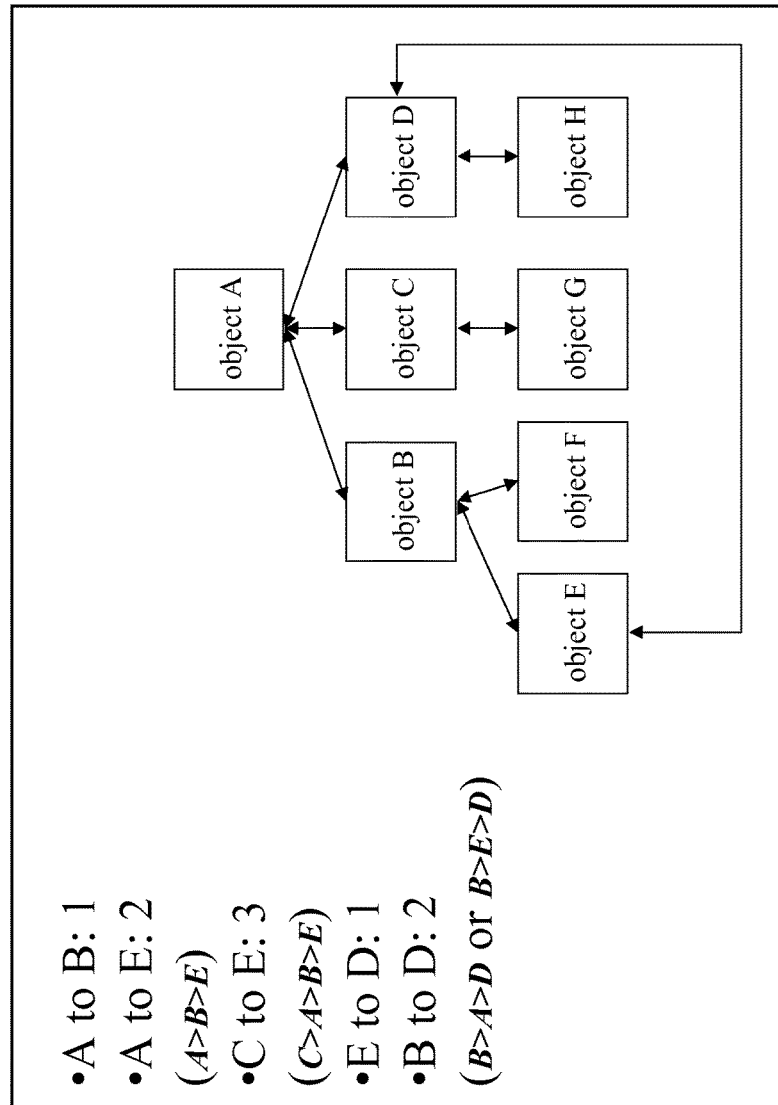 •A to B: 1
•A to E: 2
(A>B>E)
•C to E: 3
(C>A>B>E)
•E to D: 1
•B to D: 2
(B>A>D or B>E>D)
object A
object B
object C
object D
object E
object F
object G
object H